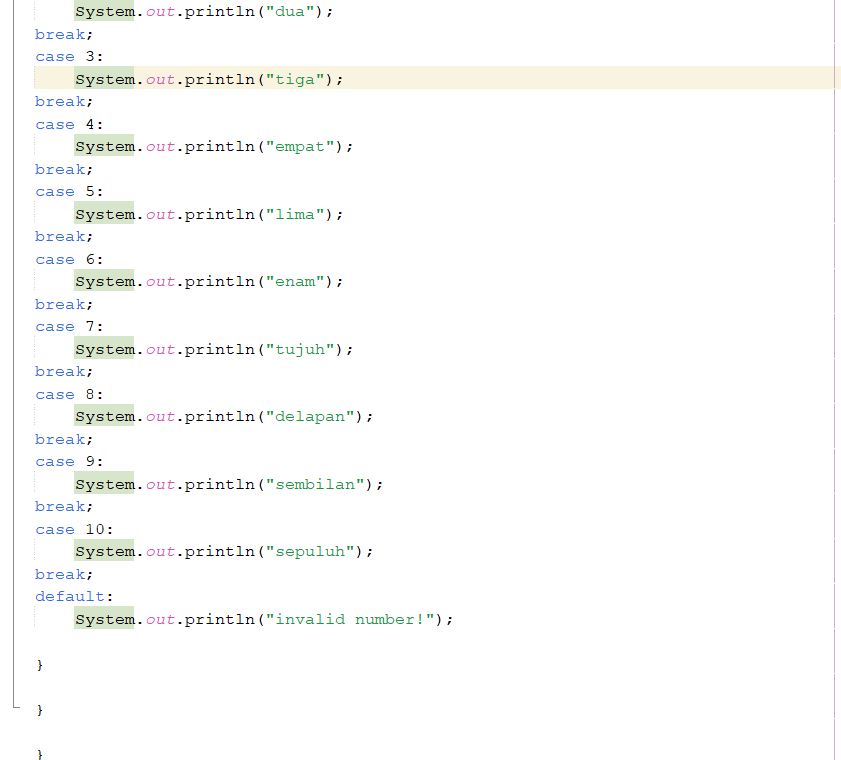 System.out.println("dua");
break;
case 3:
System.out.println("tiga");
break;
case 4:
System.out.println("empat");
break;
case 5:
System.out.println("lima");
break;
case 6:
System.out.println("enam");
break;
case 7:
System.out.println("tujuh");
break;
case 8:
System.out.println("delapan");
break;
case 9:
System.out.println("sembilan");
break;
case 10:
System.out.println("sepuluh");
break;
default:
System.out.println("invalid number!");
}
}
}